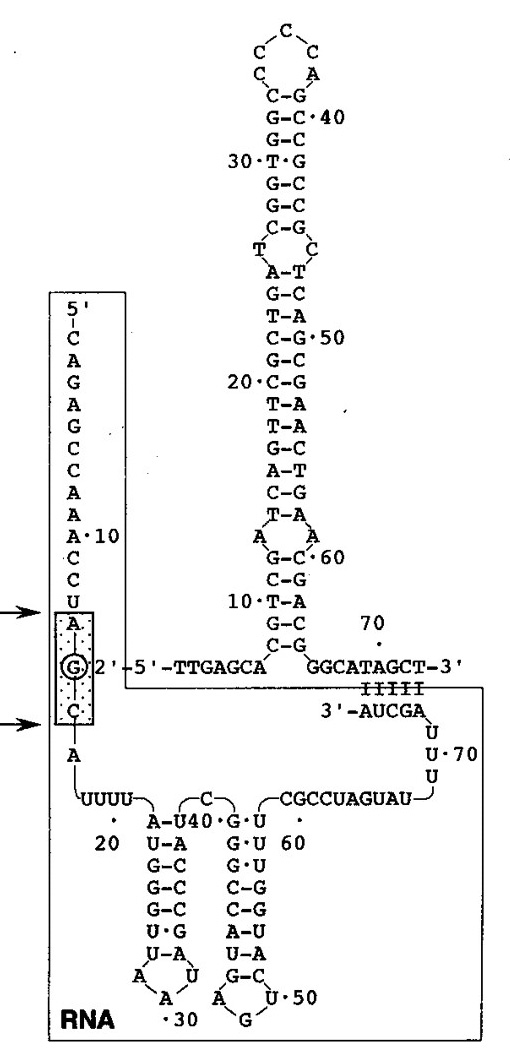 C
C C
C A
C-G
G-C·40
G-C
30·T·G
G-C
G-C
C-G
T C
A-T
G-C
5' T-A
C C-G·50
A G-C
G 20·C-G
A T-A
G T-A
C G-C
C A-T
A C-G
A T-A
A·10 A A
C G-C·60
C C-G
U 10·T-A
A G-C 70
C-G ·
G 2'-5'-TTGAGCA GGCATAGCT-3'
IIIII
C 3'-AUCGA
U
A U·70
U
UUUU C CGCCUAGUAU
· A-U40·G·U ·
20 U-A G-U 60
G-C G·U
G-C C-G
G-C C-G
U·G A-U
U-A U-A
A U G C
A A U·50
·30 G
RNA